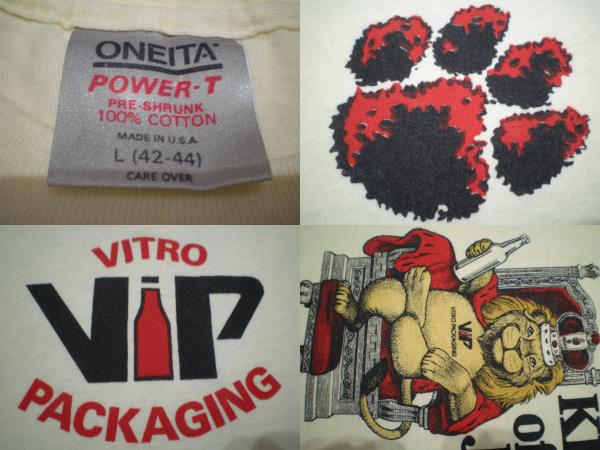 ONEITA
POWER-T
PRE-SHRUNK
100% COTTON
MADE IN U.S.A.
L (42-44)
CARE OVER
VITRO
ViP
PACKAGING
VITRO PACKAGING
ViP
of